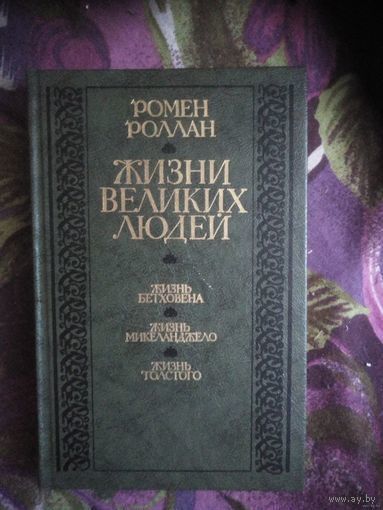 РОМЕН
РОЛЛАН
ЖИЗНИ
ВЕЛИКИХ
ЛЮДЕЙ
ЖИЗНЬ
БЕТХОВЕНА
ЖИЗНЬ
МИКЕЛАНДЖЕЛО
ЖИЗНЬ
ТОЛСТОГО
www.ay.by